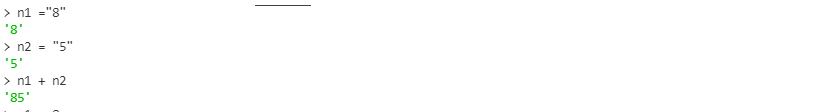 > n1 ="8"
'8'
> n2 = "5"
'5'
> n1 + n2
'85'